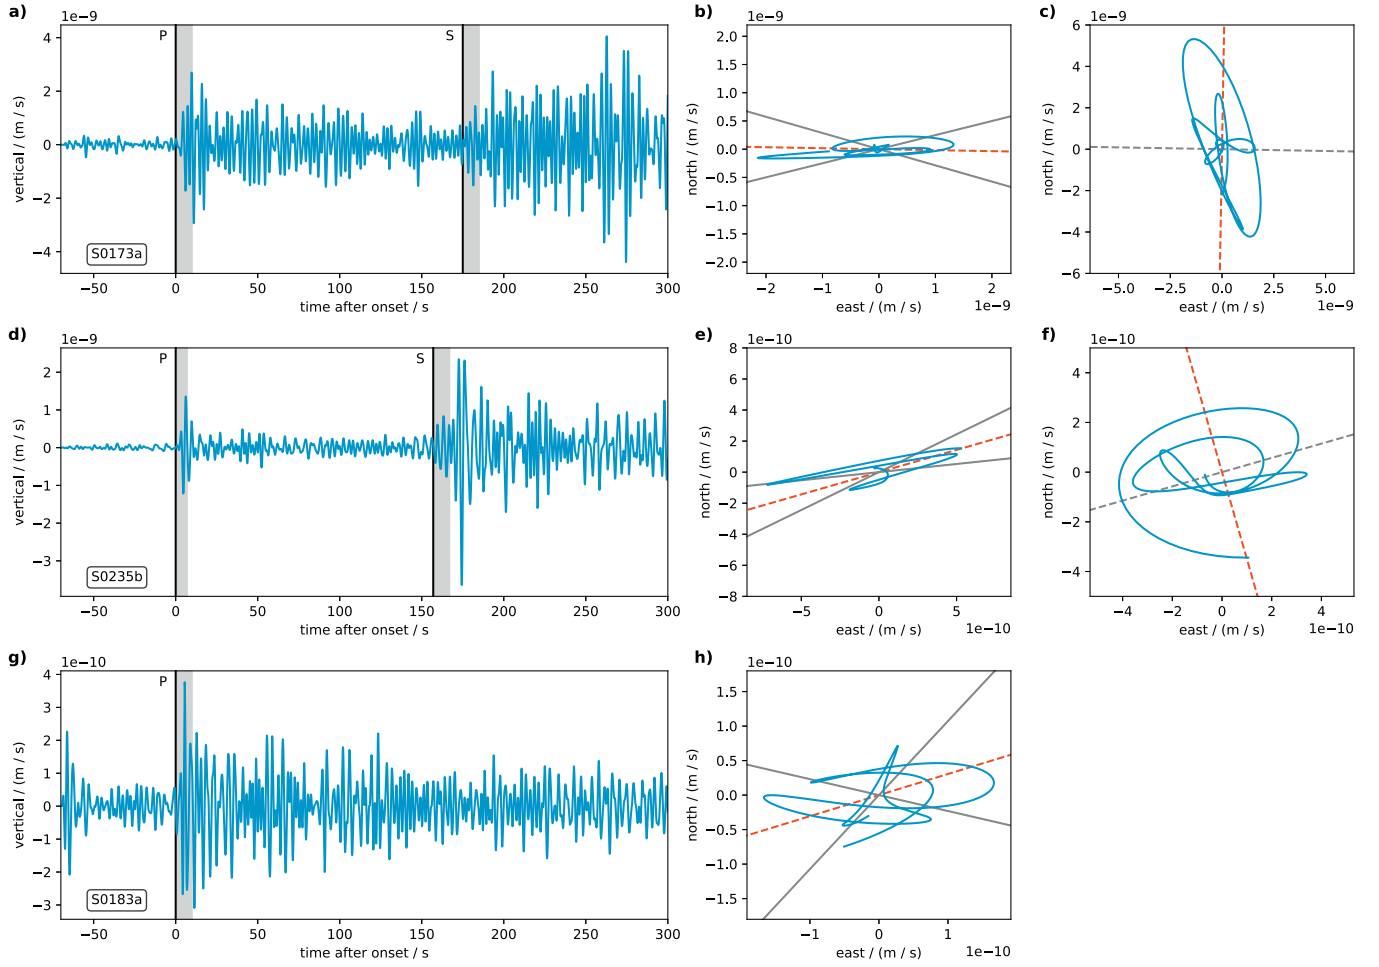 a)
1e−9
P
S
4
2
0
−2
−4
vertical / (m / s)
S0173a
−50
0
50
100
150
200
250
300
time after onset / s
b)
1e−9
2.0
1.5
1.0
0.5
0.0
−0.5
−1.0
−1.5
−2.0
north / (m / s)
−2
−1
0
1
2
east / (m / s)
1e−9
c)
1e−9
6
4
2
0
−2
−4
−6
north / (m / s)
−5.0
−2.5
0.0
2.5
5.0
east / (m / s)
1e−9
d)
1e−9
P
S
2
1
0
−1
−2
−3
vertical / (m / s)
S0235b
−50
0
50
100
150
200
250
300
time after onset / s
e)
1e−10
8
6
4
2
0
−2
−4
−6
−8
north / (m / s)
−5
0
5
east / (m / s)
1e−10
f)
1e−10
4
2
0
−2
−4
north / (m / s)
−4
−2
0
2
4
east / (m / s)
1e−10
g)
1e−10
P
4
3
2
1
0
−1
−2
−3
vertical / (m / s)
S0183a
−50
0
50
100
150
200
250
300
time after onset / s
h)
1e−10
1.5
1.0
0.5
0.0
−0.5
−1.0
−1.5
north / (m / s)
−1
0
1
east / (m / s)
1e−10